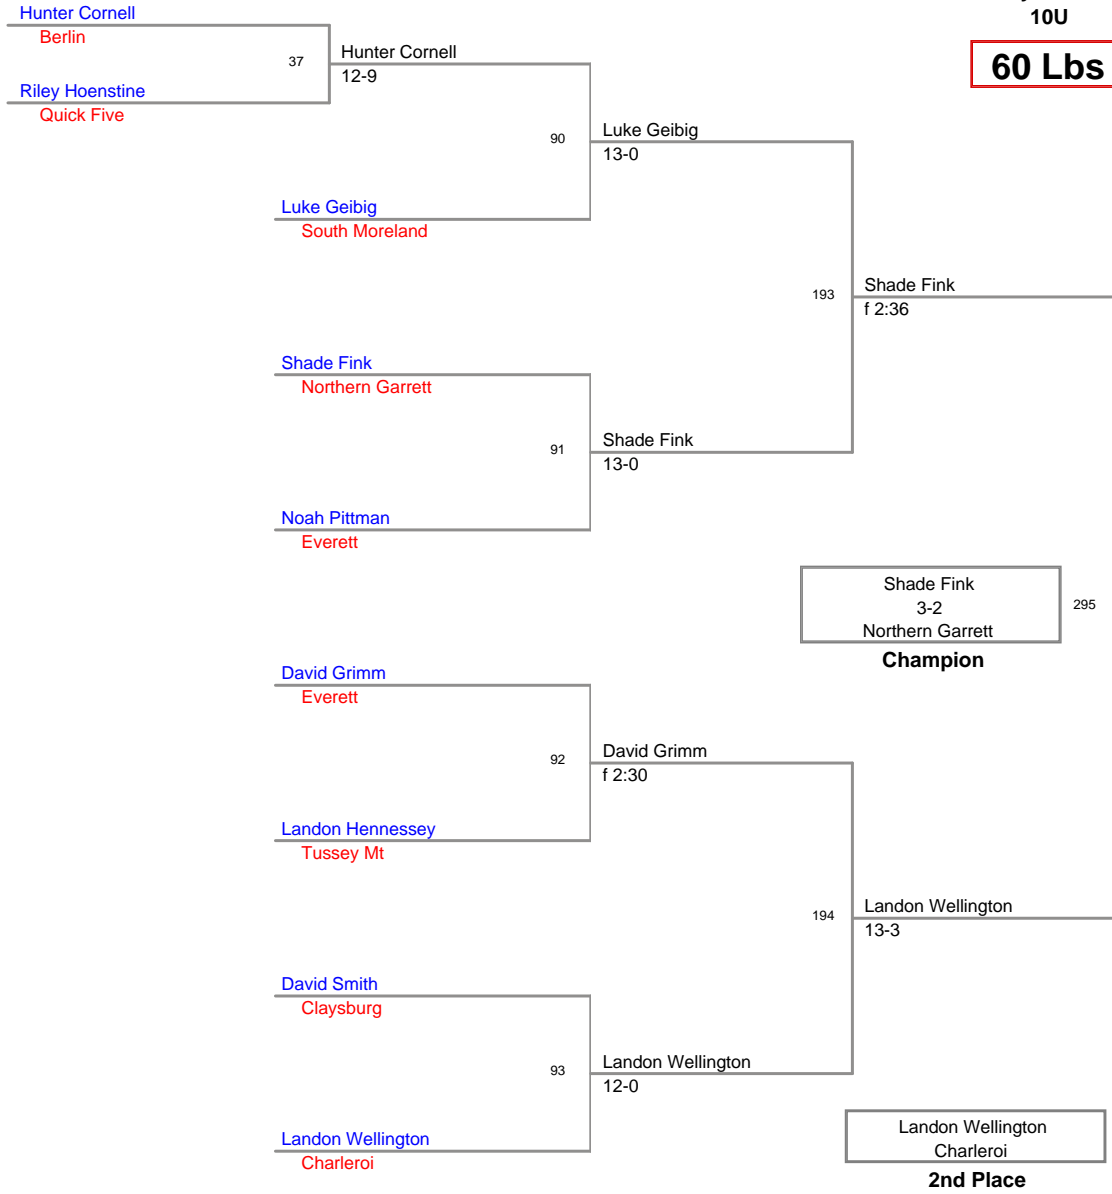 10U
60 Lbs
Hunter Cornell
Berlin
37
Hunter Cornell
12-9
Riley Hoenstine
Quick Five
90
Luke Geibig
13-0
Luke Geibig
South Moreland
193
Shade Fink
f 2:36
Shade Fink
Northern Garrett
91
Shade Fink
13-0
Noah Pittman
Everett
Shade Fink
3-2
Northern Garrett
295
Champion
David Grimm
Everett
92
David Grimm
f 2:30
Landon Hennessey
Tussey Mt
194
Landon Wellington
13-3
David Smith
Claysburg
93
Landon Wellington
12-0
Landon Wellington
Charleroi
Landon Wellington
Charleroi
2nd Place